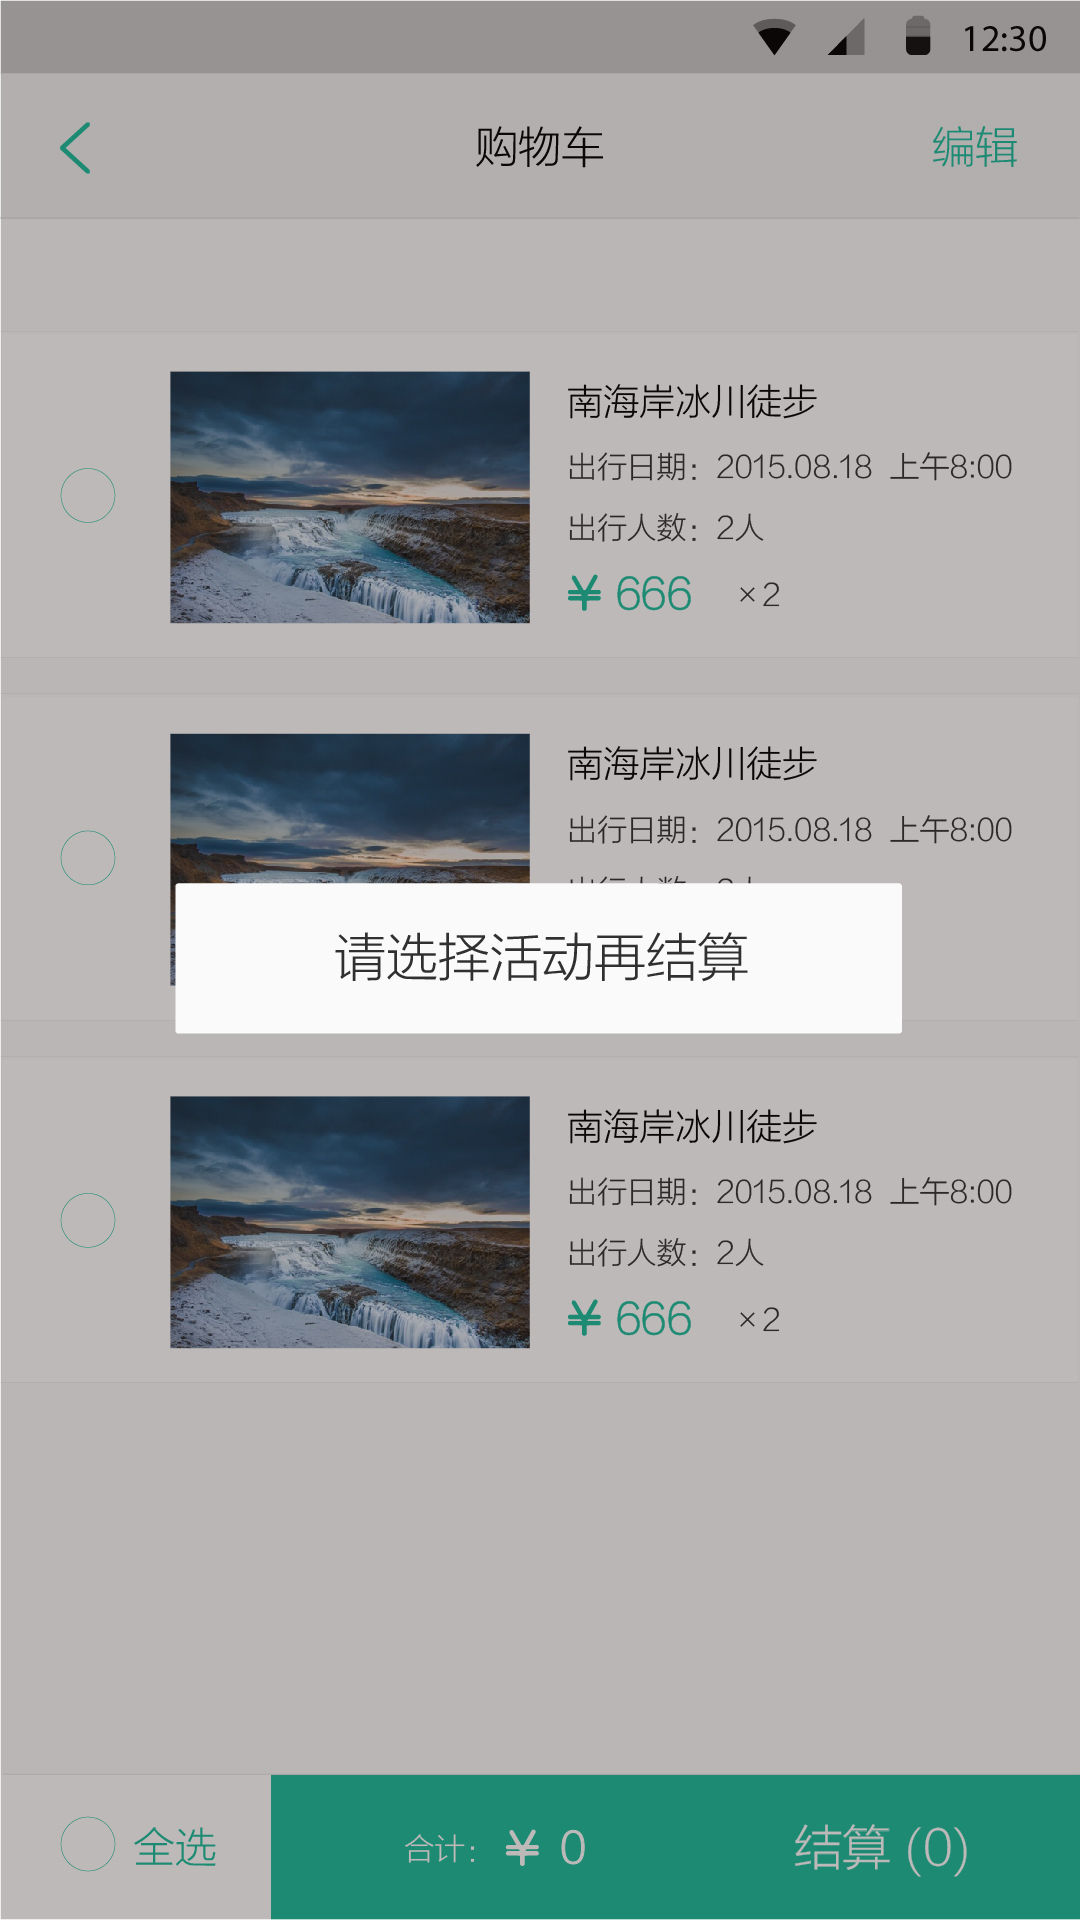 12:30
购物车
编辑
南海岸冰川徒步
出行日期：2015.08.18 上午8:00
出行人数：2人
¥ 666 ×2
南海岸冰川徒步
出行日期：2015.08.18 上午8:00
请选择活动再结算
南海岸冰川徒步
出行日期：2015.08.18 上午8:00
出行人数：2人
¥ 666 ×2
全选
合计：¥ 0
结算 (0)